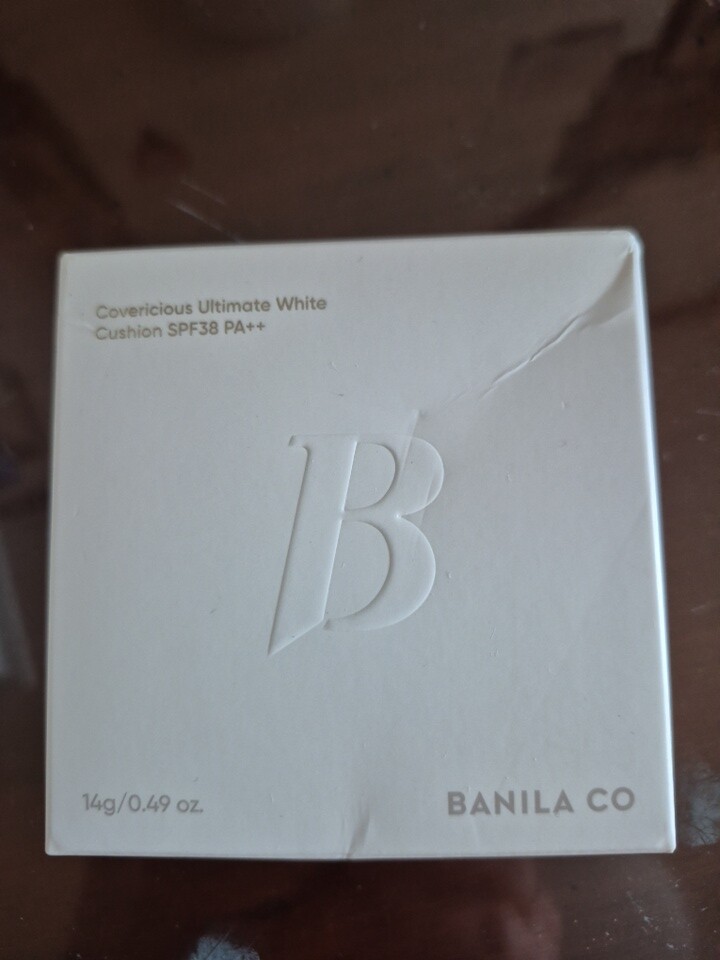 Covericious Ultimate White
Cushion SPF38 PA++
B
14g/0.49 oz.
BANILA CO